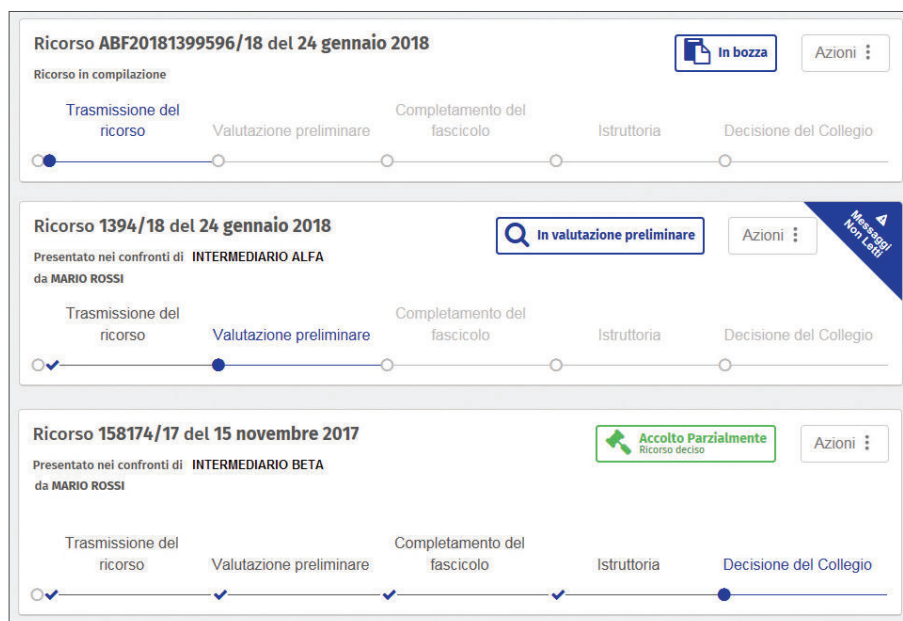 Ricorso ABF20181399596/18 del 24 gennaio 2018
In bozza
Azioni
Ricorso in compilazione
Trasmissione del
ricorso
Valutazione preliminare
Completamento del
fascicolo
Istruttoria
Decisione del Collegio
Ricorso 1394/18 del 24 gennaio 2018
In valutazione preliminare
Azioni
Messaggi
Non Letti
Presentato nei confronti di INTERMEDIARIO ALFA
da MARIO ROSSI
Trasmissione del
ricorso
Valutazione preliminare
Completamento del
fascicolo
Istruttoria
Decisione del Collegio
Ricorso 158174/17 del 15 novembre 2017
Accolto Parzialmente
Ricorso deciso
Azioni
Presentato nei confronti di INTERMEDIARIO BETA
da MARIO ROSSI
Trasmissione del
ricorso
Valutazione preliminare
Completamento del
fascicolo
Istruttoria
Decisione del Collegio